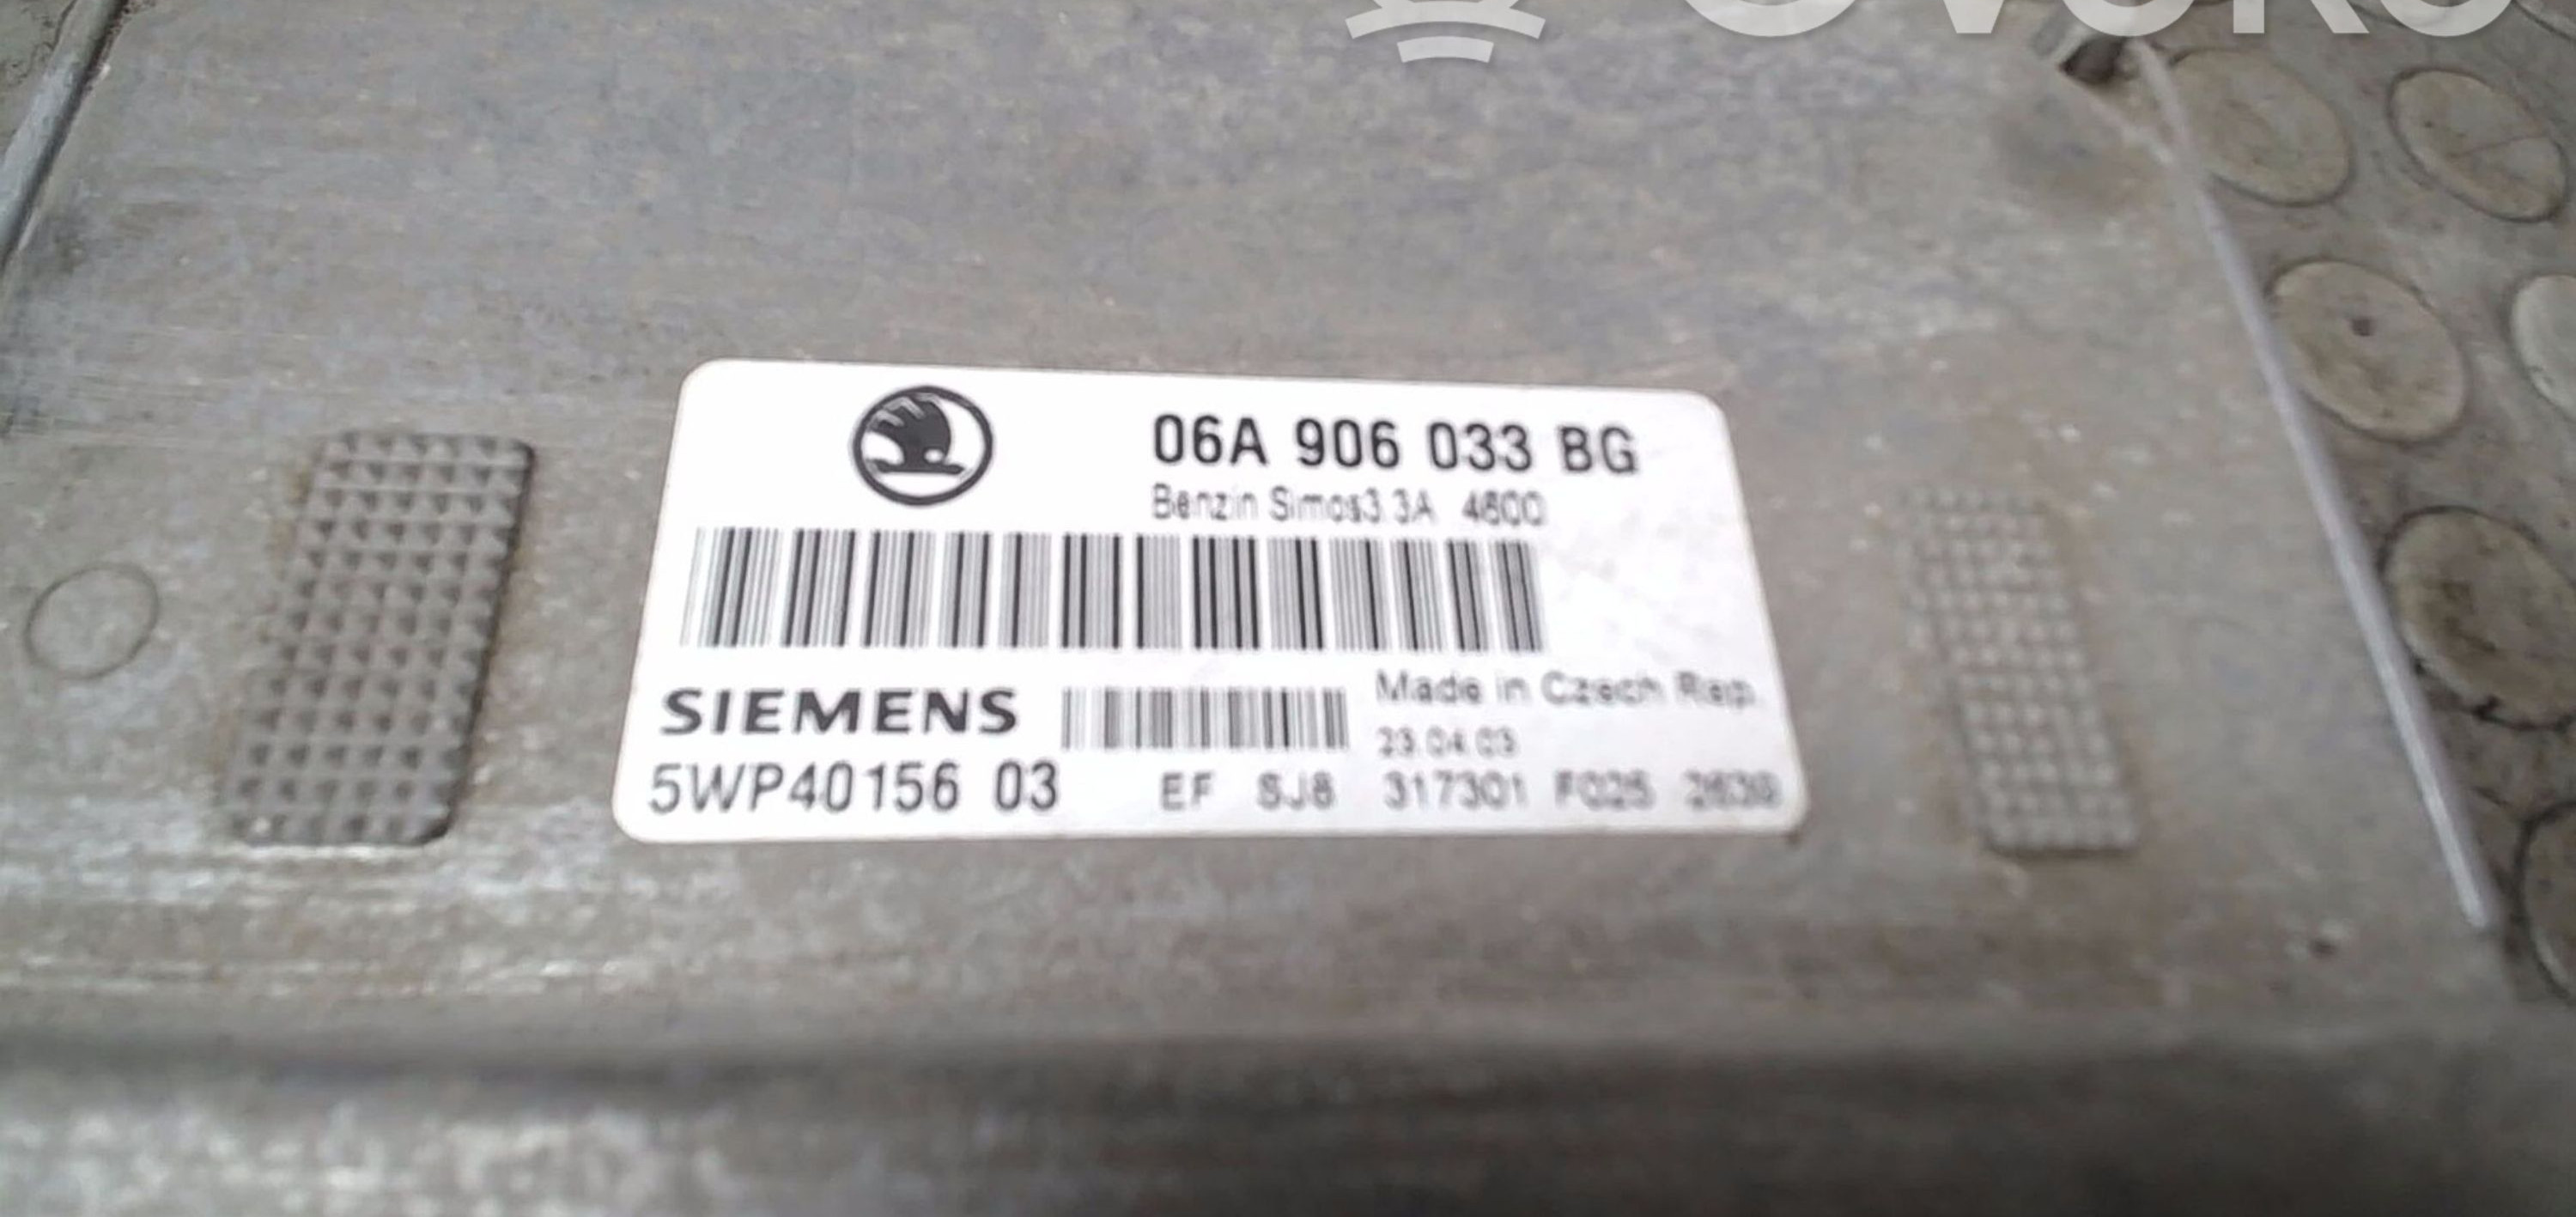 06A 906 033 BG
Benzin Simos3.3A 4600
SIEMENS
Made in Czech Rep.
23.04.03
5WP40156 03
EF SJ8 317301 F025